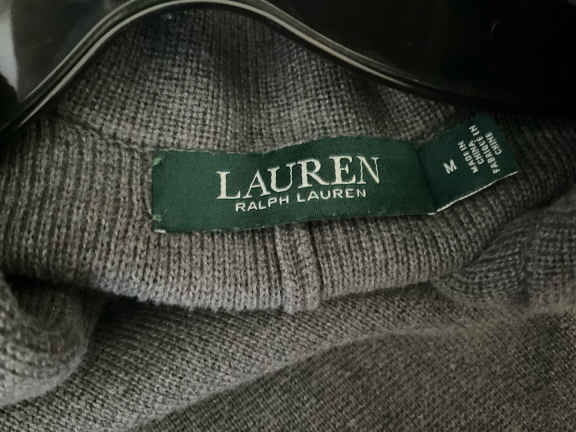 LAUREN
RALPH LAUREN
M
MADE IN
CHINA
FABRIQUÉ EN
CHINE